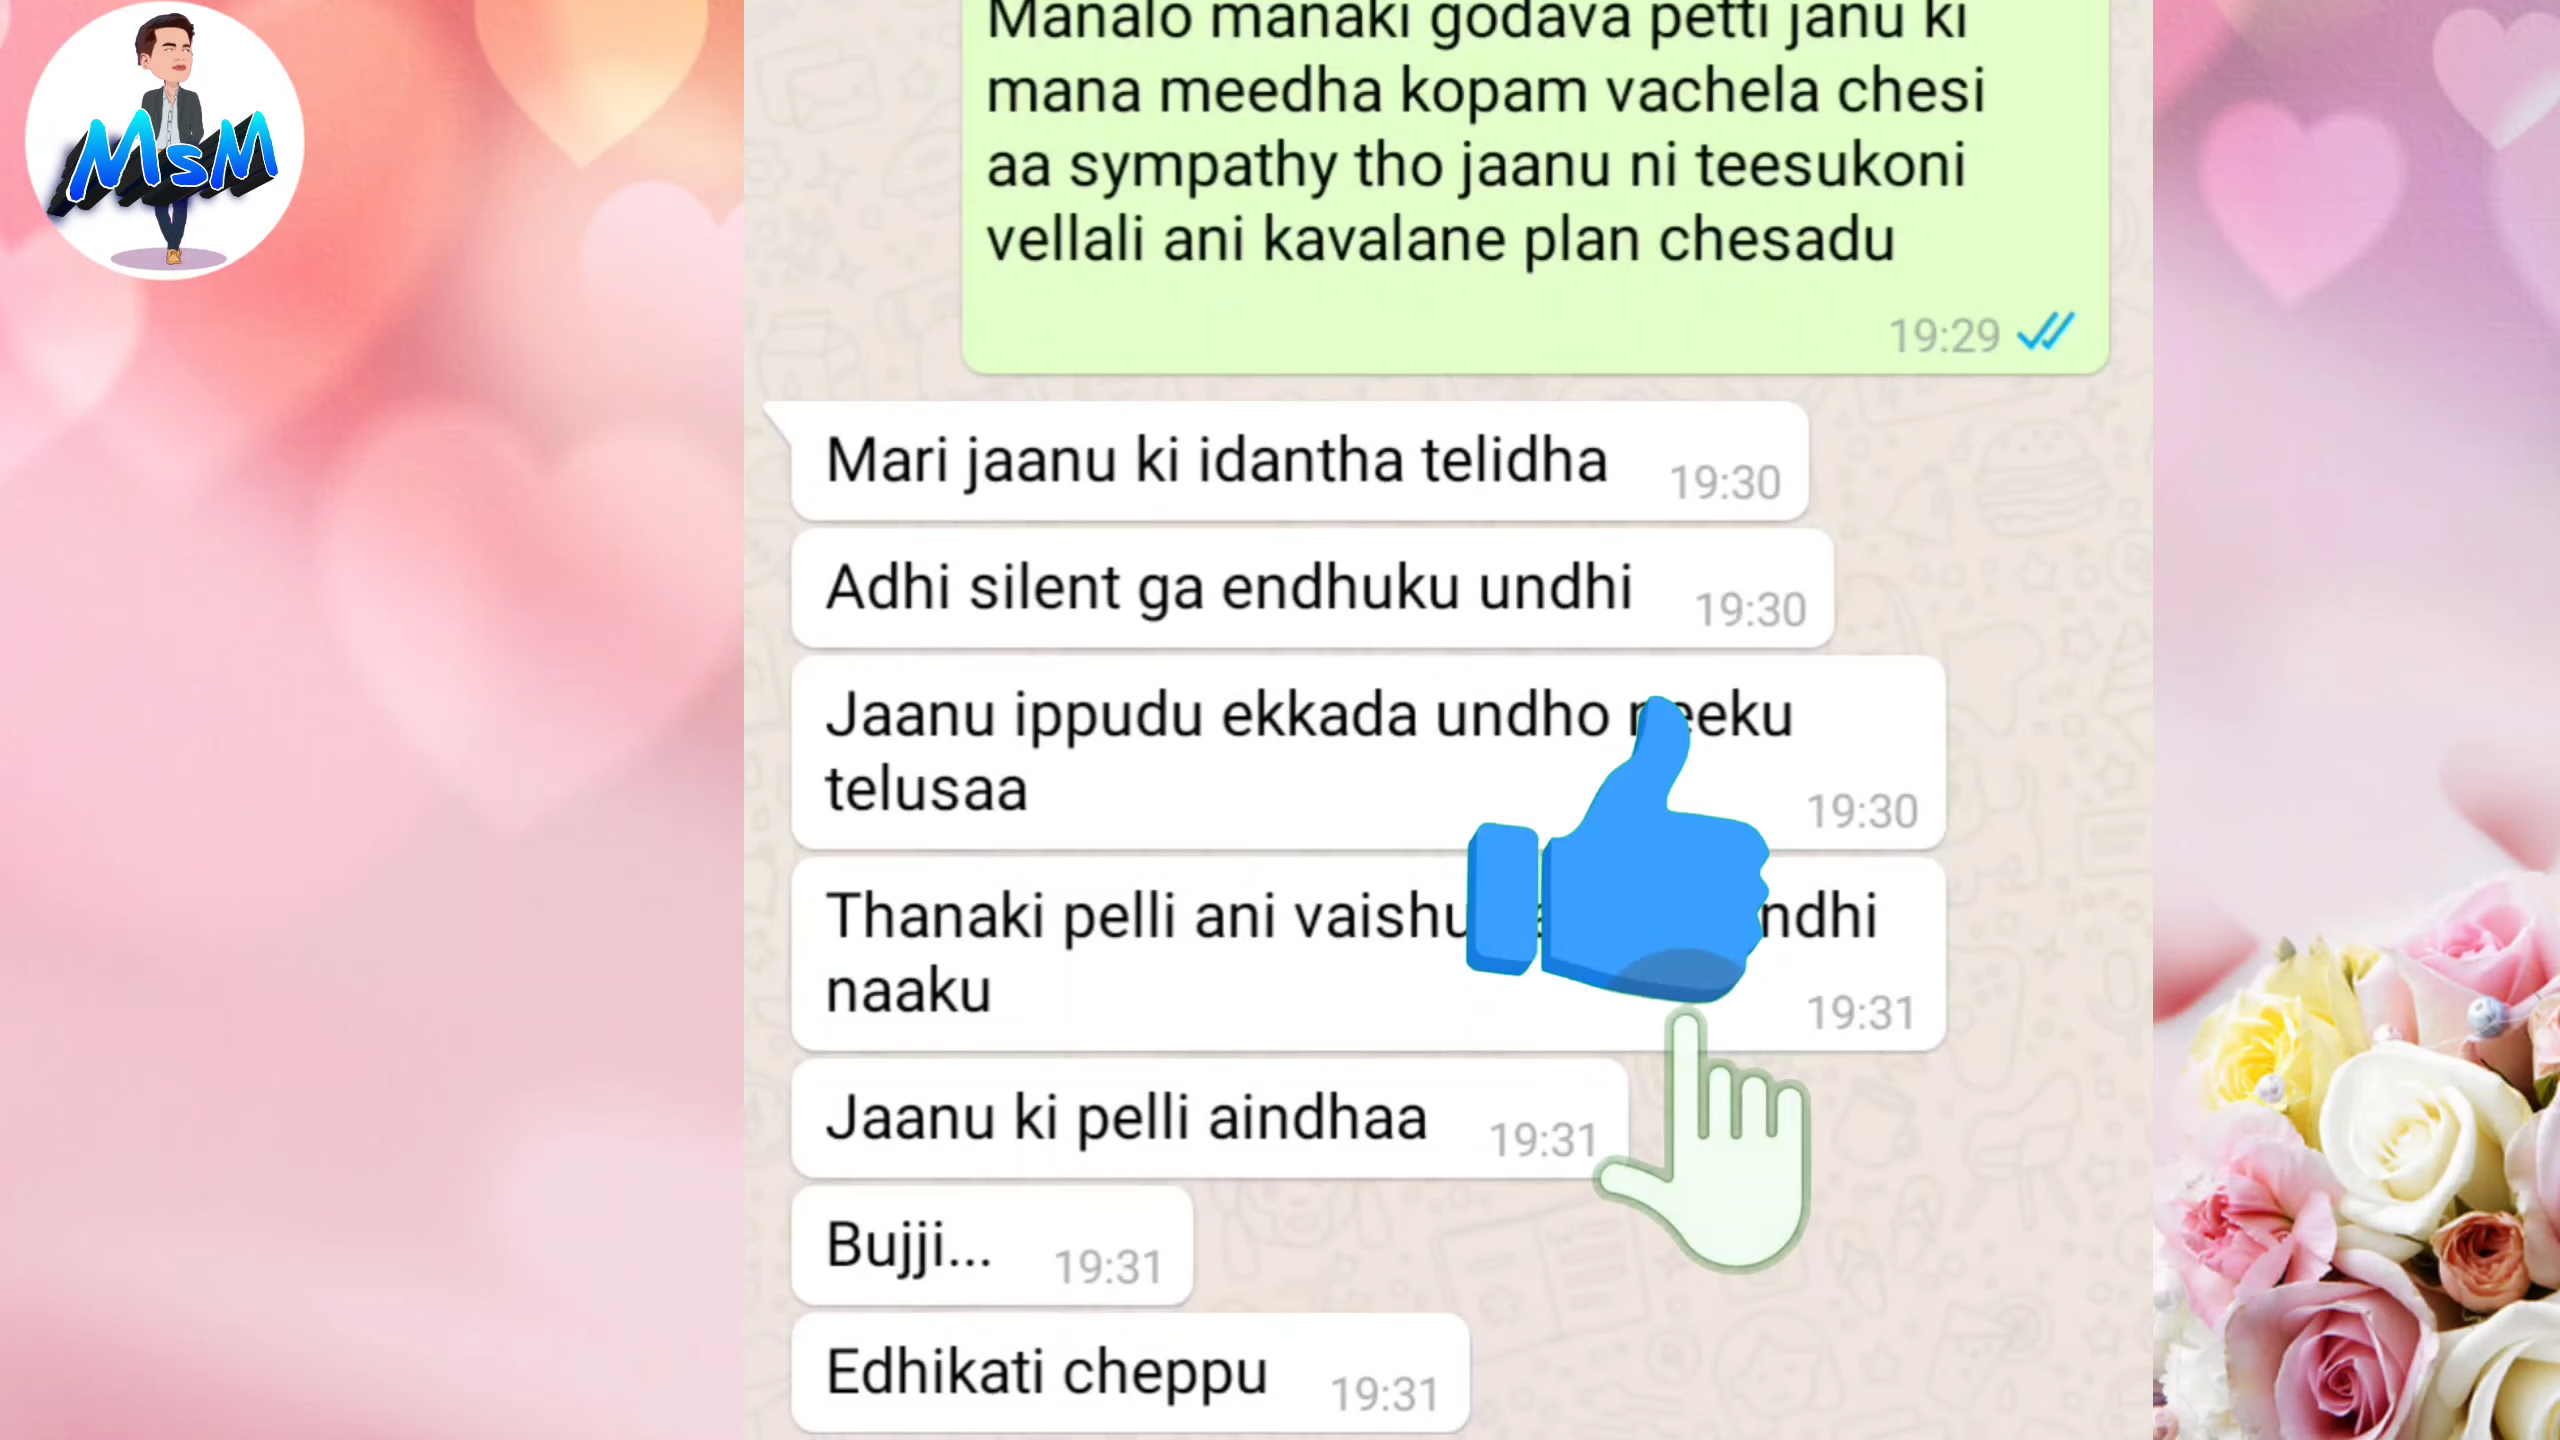 MsM
Manalo manaki godava petti janu ki
mana meedha kopam vachela chesi
aa sympathy tho jaanu ni teesukoni
vellali ani kavalane plan chesadu
19:29
Mari jaanu ki idantha telidha 19:30
Adhi silent ga endhuku undhi 19:30
Jaanu ippudu ekkada undho neeku
telusaa 19:30
Thanaki pelli ani vaishu
naaku 19:31
Jaanu ki pelli aindhaa 19:31
Bujji... 19:31
Edhikati cheppu 19:31